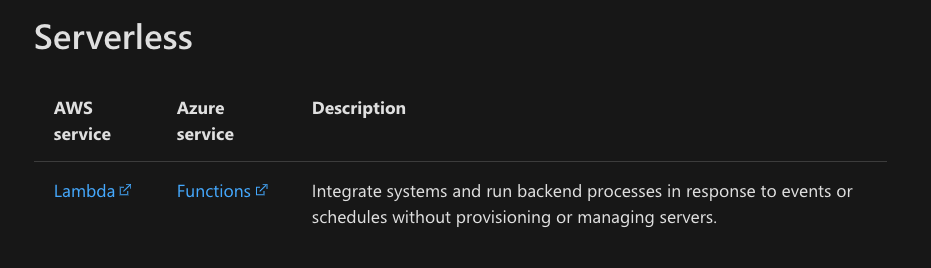 Serverless
AWS service
Azure service
Description
Lambda
Functions
Integrate systems and run backend processes in response to events or
schedules without provisioning or managing servers.